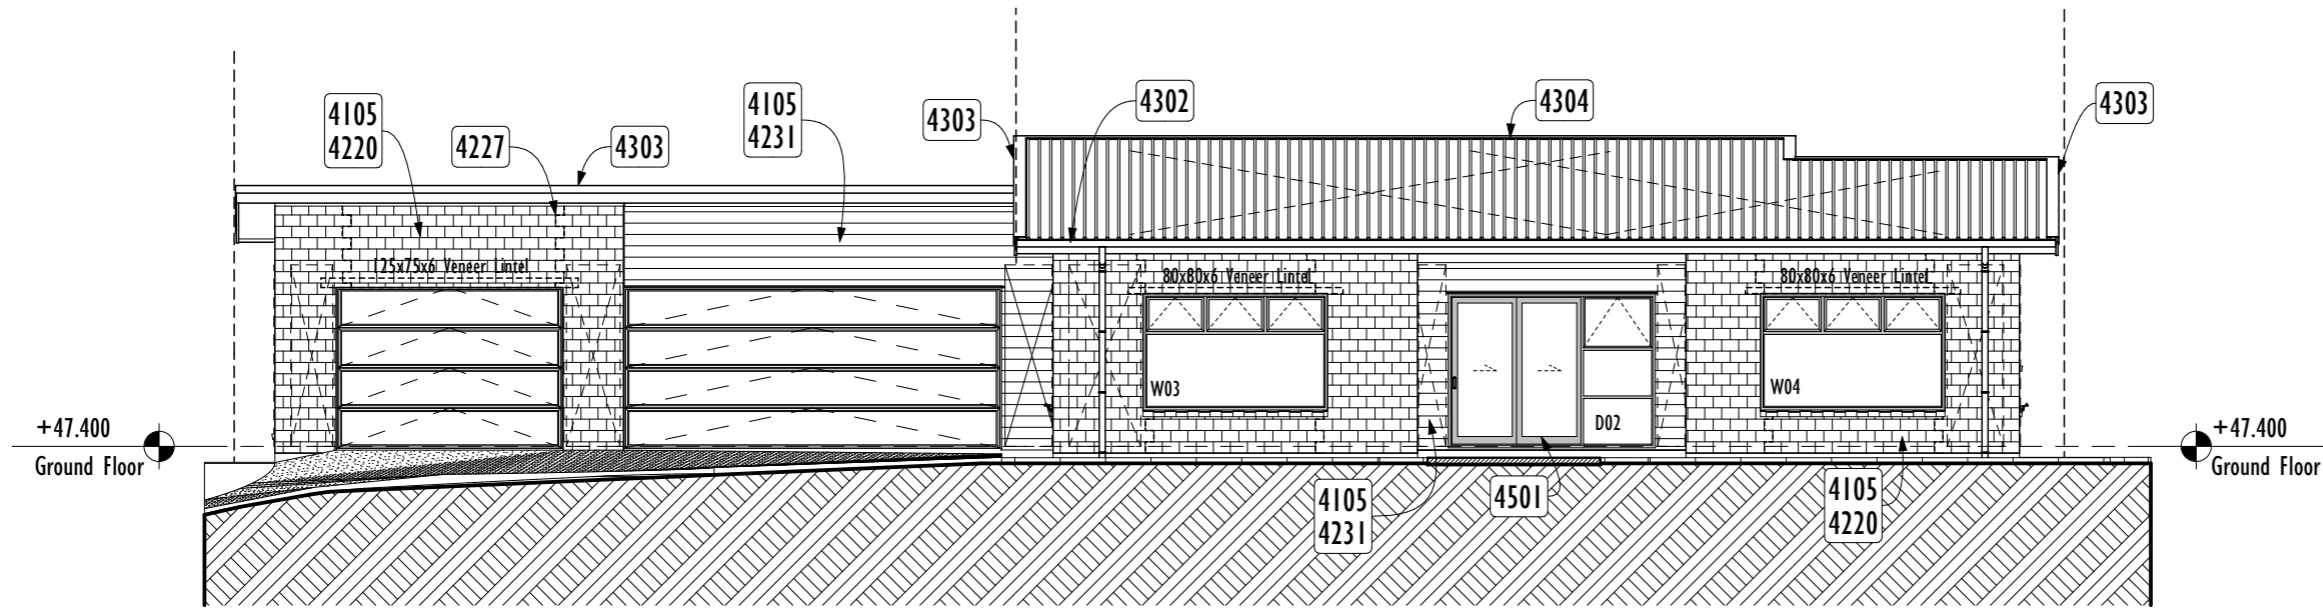 4303
4302
4304
4303
4105
4220
4227
4303
4105
4231
125x75x6 Veneer Lintel
80x80x6 Veneer Lintel
80x80x6 Veneer Lintel
W03
D02
W04
+47.400
Ground Floor
+47.400
Ground Floor
4105
4231
4501
4105
4220